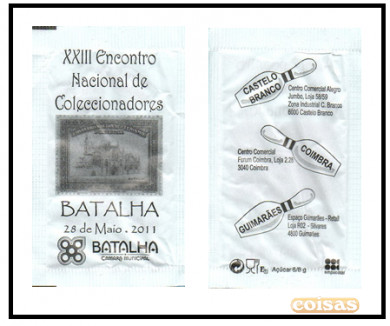 XXIII Encontro
Nacional de
Coleccionadores
BATALHA
28 de Maio - 2011
BATALHA
CÂMARA MUNICIPAL
CASTELO
BRANCO
Centro Comercial Alegro
Jumbo, Loja 58/59
Zona Industrial C. Branco
6000 Castelo Branco
Centro Comercial
Forum Coimbra, Loja 2.21
3040 Coimbra
COIMBRA
GUIMARÃES
Espaço Guimarães - Retail
Loja R02 - Silvares
4800 Guimarães
Açúcar 6/8 g
coisas